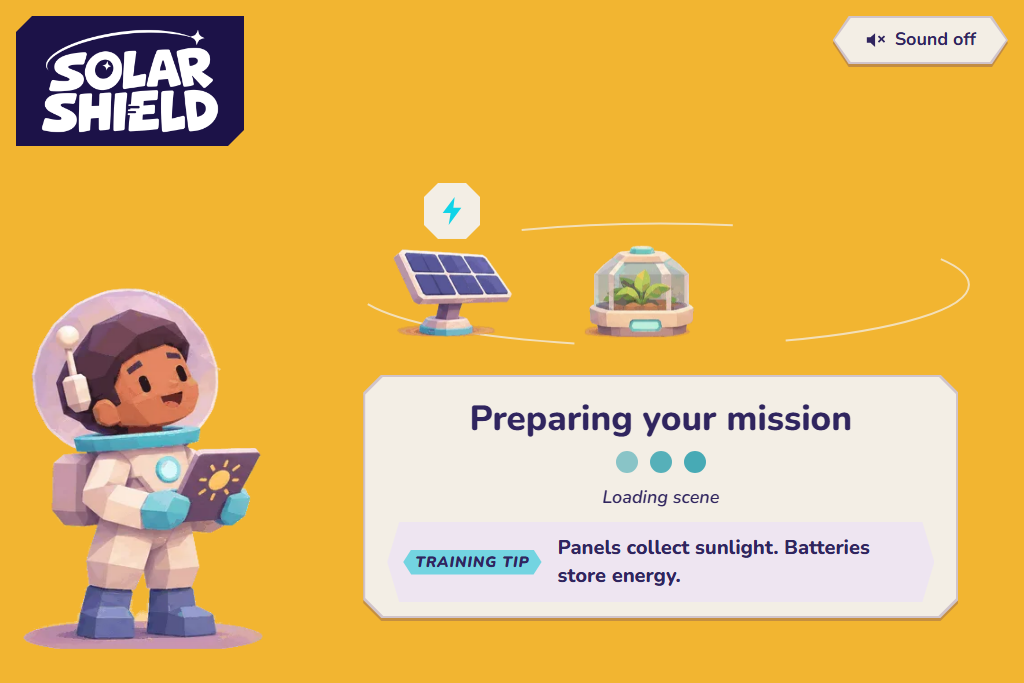 SOLAR
SHIELD
Sound off
Preparing your mission
Loading scene
TRAINING TIP
Panels collect sunlight. Batteries
store energy.